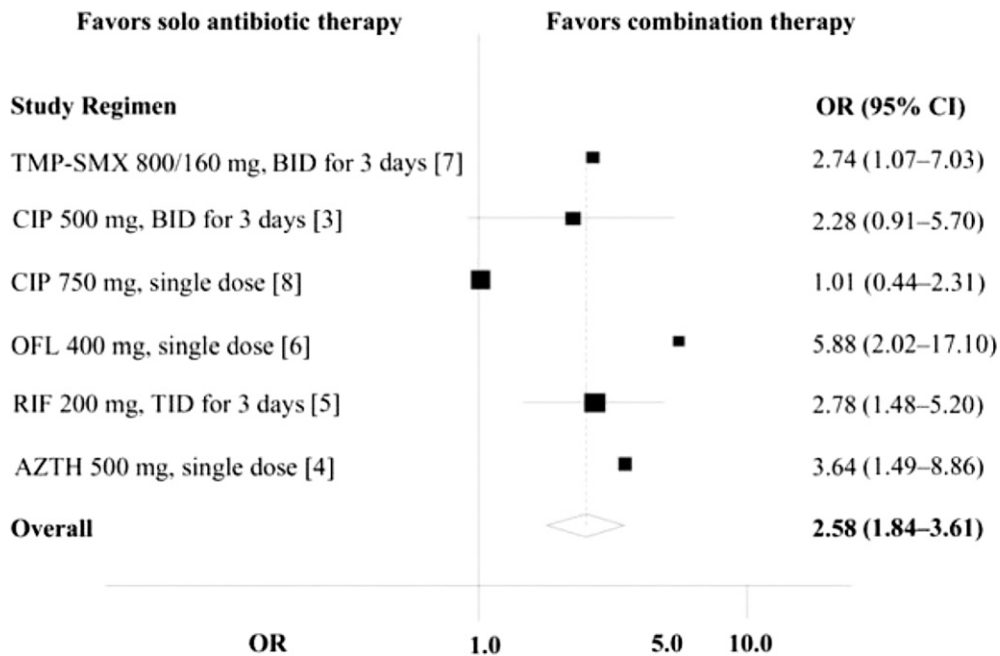 Favors solo antibiotic therapy Favors combination therapy
Study Regimen OR (95% CI)
TMP-SMX 800/160 mg, BID for 3 days [7] 2.74 (1.07–7.03)
CIP 500 mg, BID for 3 days [3] 2.28 (0.91–5.70)
CIP 750 mg, single dose [8] 1.01 (0.44–2.31)
OFL 400 mg, single dose [6] 5.88 (2.02–17.10)
RIF 200 mg, TID for 3 days [5] 2.78 (1.48–5.20)
AZTH 500 mg, single dose [4] 3.64 (1.49–8.86)
Overall 2.58 (1.84–3.61)
OR 1.0 5.0 10.0